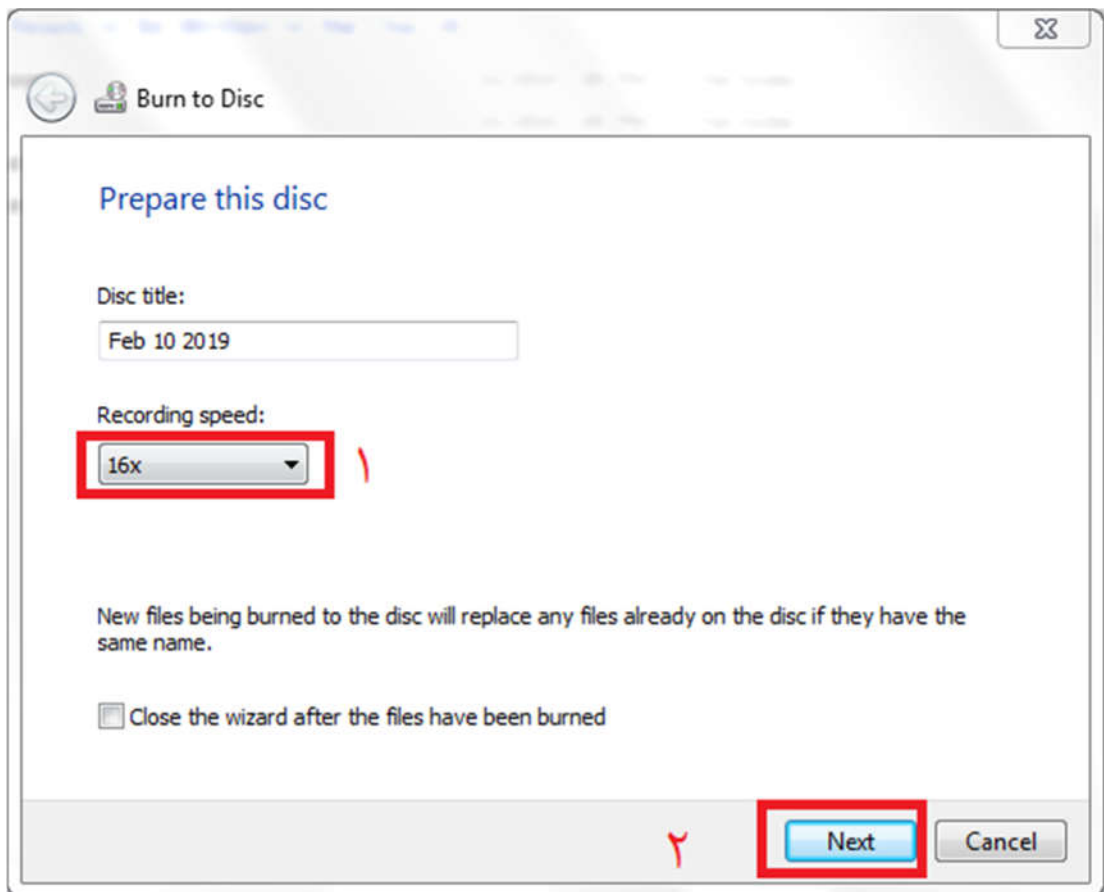 Burn to Disc
Prepare this disc
Disc title:
Feb 10 2019
Recording speed:
16x ۱
New files being burned to the disc will replace any files already on the disc if they have the
same name.
Close the wizard after the files have been burned
۲ Next Cancel